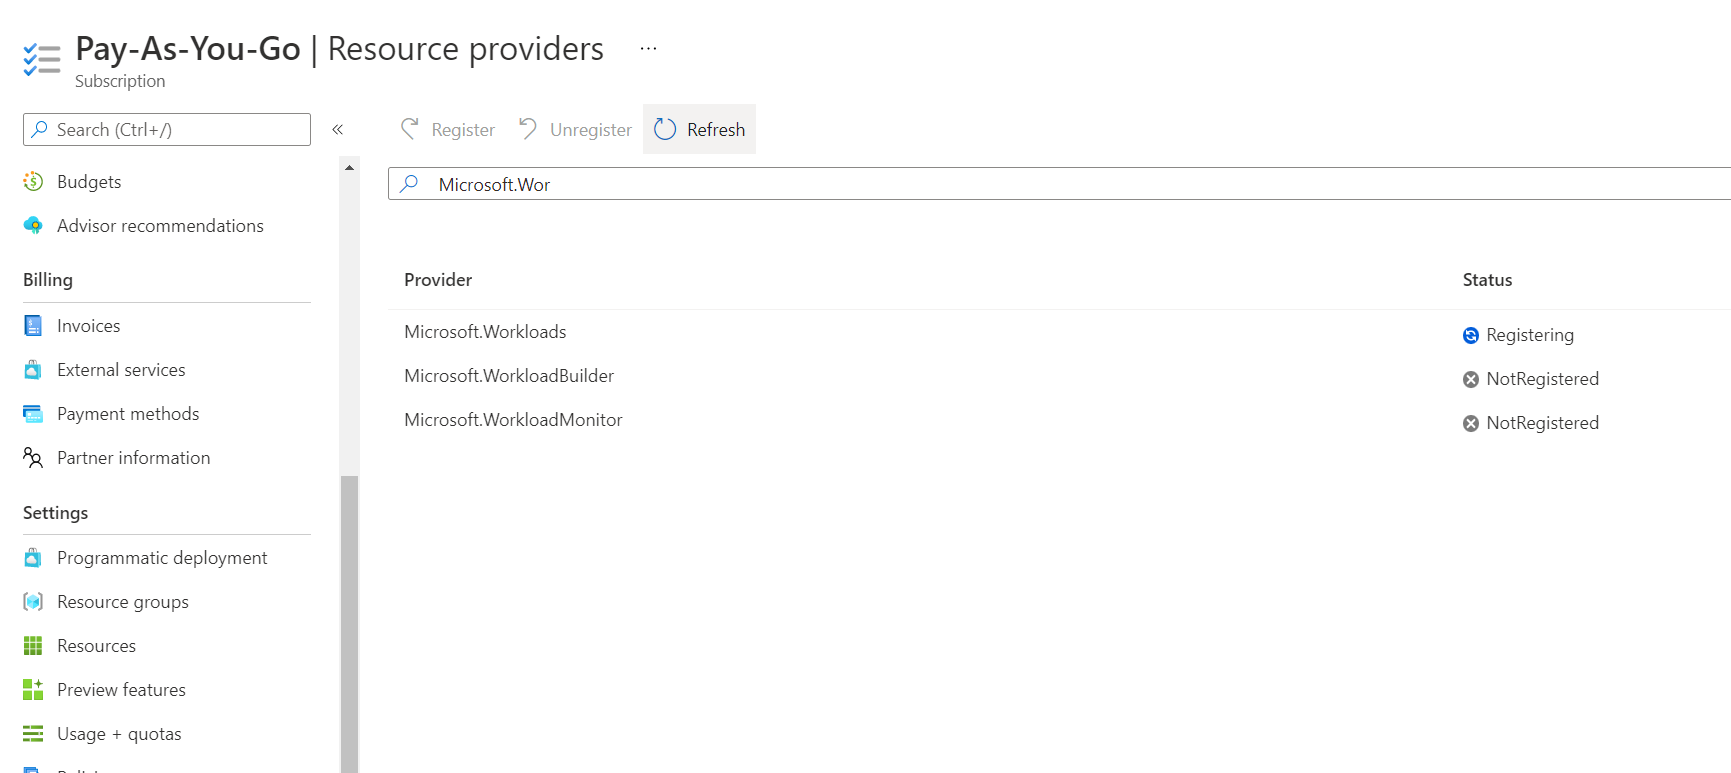 Pay-As-You-Go | Resource providers ...
Subscription
Search (Ctrl+/)
«
Register
Unregister
Refresh
Budgets
Advisor recommendations
Billing
Invoices
External services
Payment methods
Partner information
Settings
Programmatic deployment
Resource groups
Resources
Preview features
Usage + quotas
Microsoft.Wor
Provider Status
Microsoft.Workloads Registering
Microsoft.WorkloadBuilder NotRegistered
Microsoft.WorkloadMonitor NotRegistered